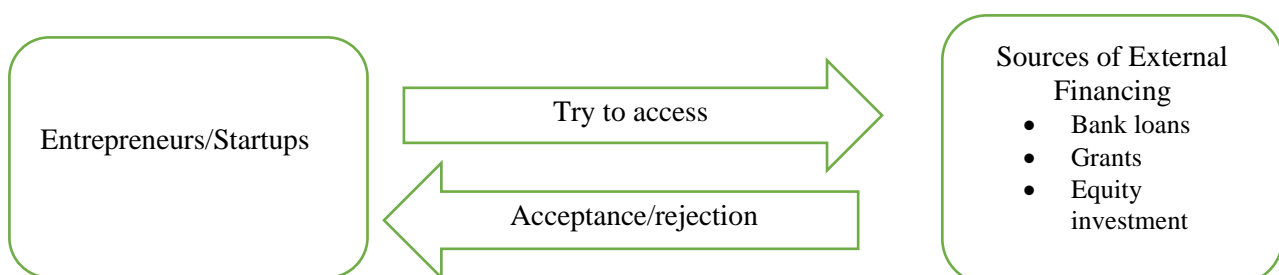 Entrepreneurs/Startups
Try to access
Acceptance/rejection
Sources of External
Financing
• Bank loans
• Grants
• Equity
investment